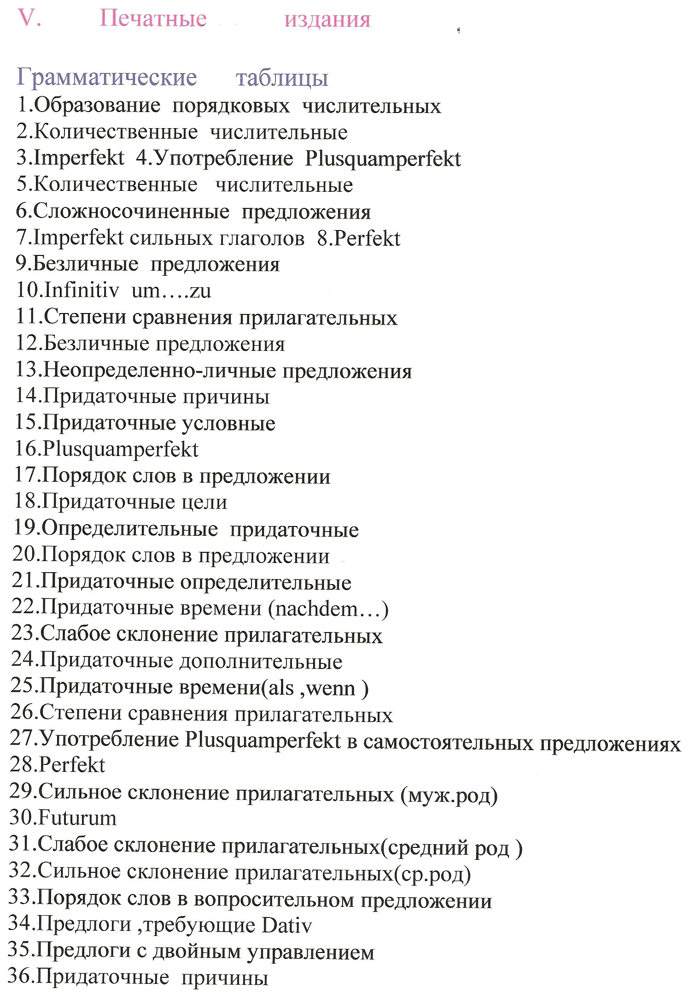 V. Печатные издания
Грамматические таблицы
1.Образование порядковых числительных
2.Количественные числительные
3.Imperfekt 4.Употребление Plusquamperfekt
5.Количественные числительные
6.Сложносочиненные предложения
7.Imperfekt сильных глаголов 8.Perfekt
9.Безличные предложения
10.Infinitiv um….zu
11.Степени сравнения прилагательных
12.Безличные предложения
13.Неопределенно-личные предложения
14.Придаточные причины
15.Придаточные условные
16.Plusquamperfekt
17.Порядок слов в предложении
18.Придаточные цели
19.Определительные придаточные
20.Порядок слов в предложении
21.Придаточные определительные
22.Придаточные времени (nachdem…)
23.Слабое склонение прилагательных
24.Придаточные дополнительные
25.Придаточные времени(als ,wenn )
26.Степени сравнения прилагательных
27.Употребление Plusquamperfekt в самостоятельных предложениях
28.Perfekt
29.Сильное склонение прилагательных (муж.род)
30.Futurum
31.Слабое склонение прилагательных(средний род )
32.Сильное склонение прилагательных(ср.род)
33.Порядок слов в вопросительном предложении
34.Предлоги ,требующие Dativ
35.Предлоги с двойным управлением
36.Придаточные причины